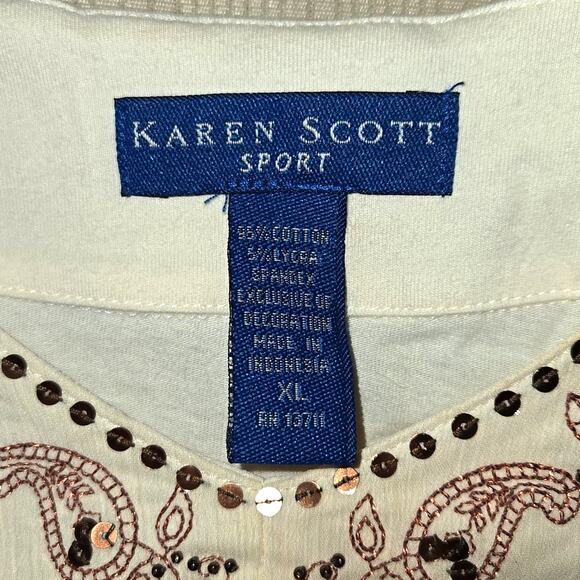 KAREN SCOTT
SPORT
95% COTTON
5% LYCRA
SPANDEX
EXCLUSIVE OF
DECORATION
MADE IN
INDONESIA
XL
RN 13711